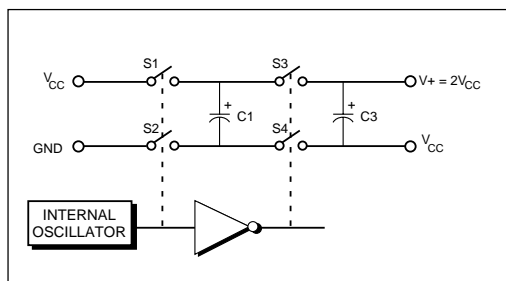 S1 S3
VCC V+ = 2VCC
+ C1 + C3
S2 S4
GND VCC
INTERNAL
OSCILLATOR